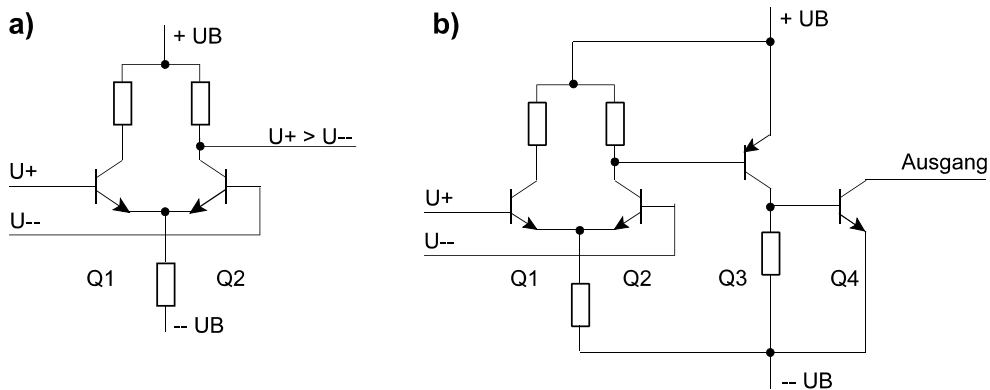 a)
+ UB
U+ > U--
U+
U--
Q1 Q2
-- UB
b)
+ UB
Ausgang
U+
U--
Q1 Q2 Q3 Q4
-- UB